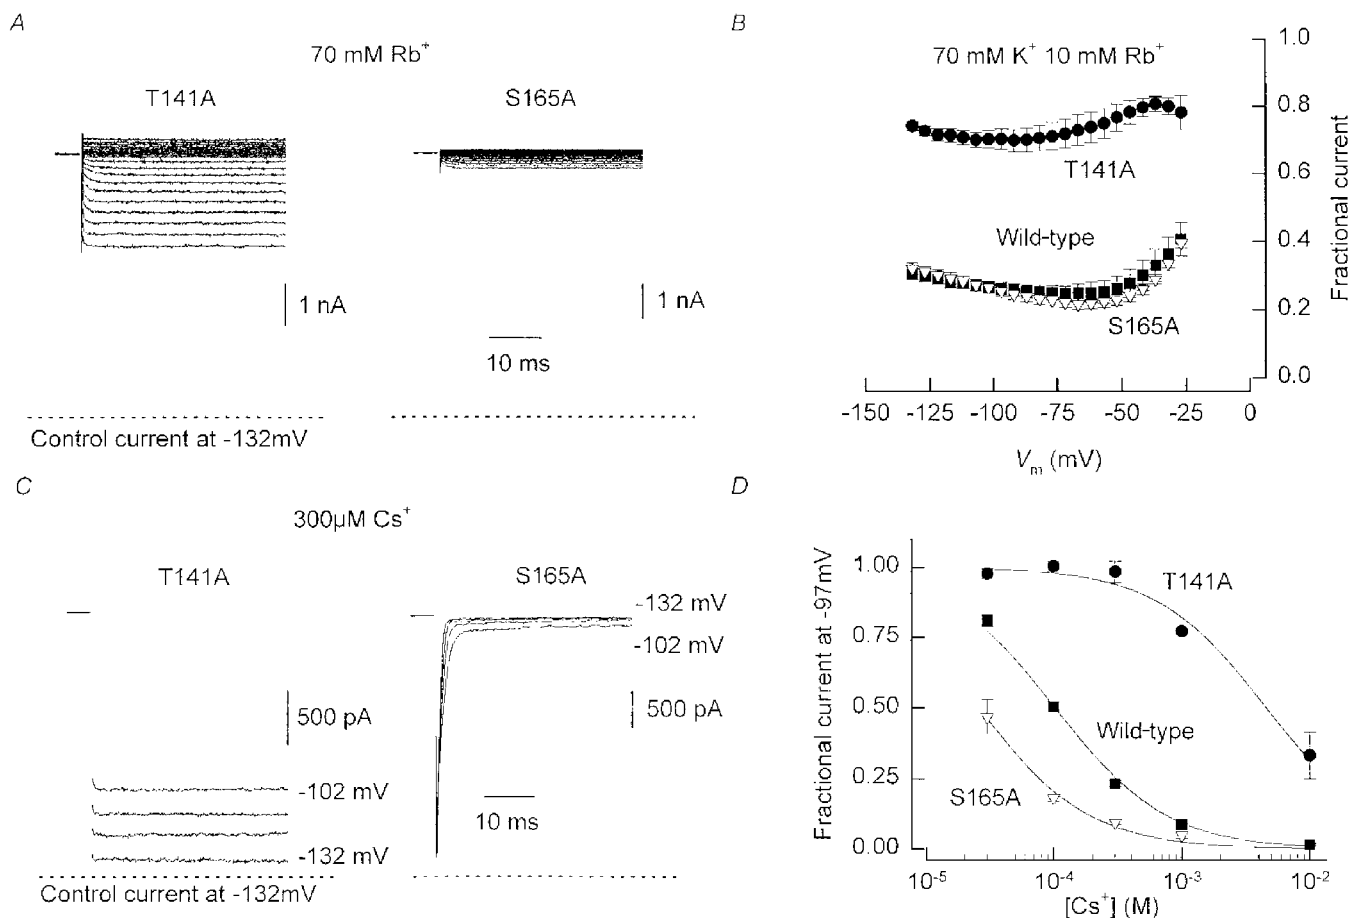 A
70 mM Rb⁺
T141A
S165A
1 nA
1 nA
10 ms
Control current at -132mV
B
70 mM K⁺ 10 mM Rb⁺
T141A
Wild-type
S165A
1.0
0.8
0.6
0.4
0.2
0.0
Fractional current
-150
-125
-100
-75
-50
-25
0
Vₘ (mV)
C
300µM Cs⁺
T141A
S165A
-132 mV
-102 mV
500 pA
500 pA
-102 mV
-132 mV
10 ms
Control current at -132mV
D
Fractional current at -97mV
1.00
0.75
0.50
0.25
0.00
T141A
Wild-type
S165A
10⁻⁵
10⁻⁴
10⁻³
10⁻²
[Cs⁺] (M)